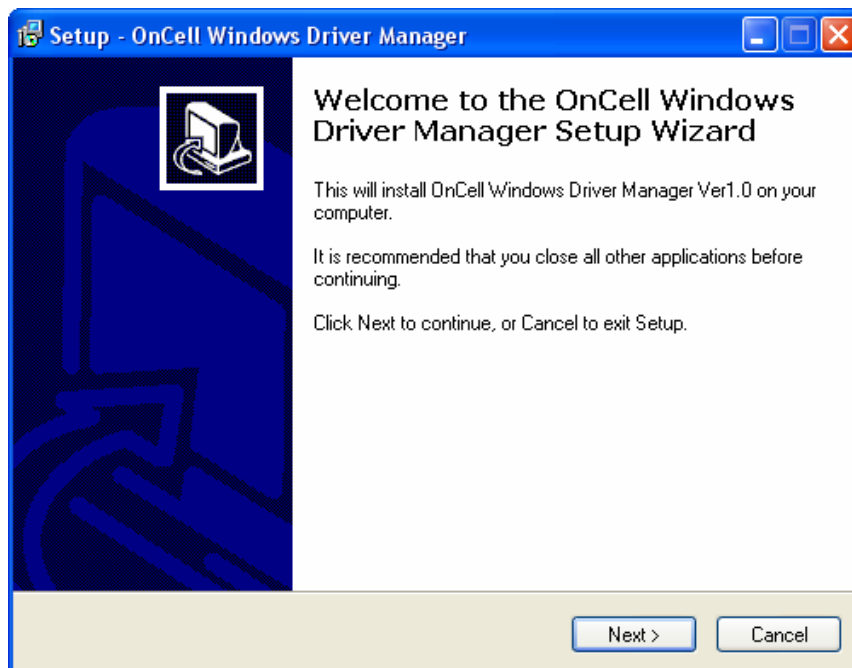 Setup - OnCell Windows Driver Manager
Welcome to the OnCell Windows
Driver Manager Setup Wizard
This will install OnCell Windows Driver Manager Ver1.0 on your
computer.
It is recommended that you close all other applications before
continuing.
Click Next to continue, or Cancel to exit Setup.
Next >
Cancel